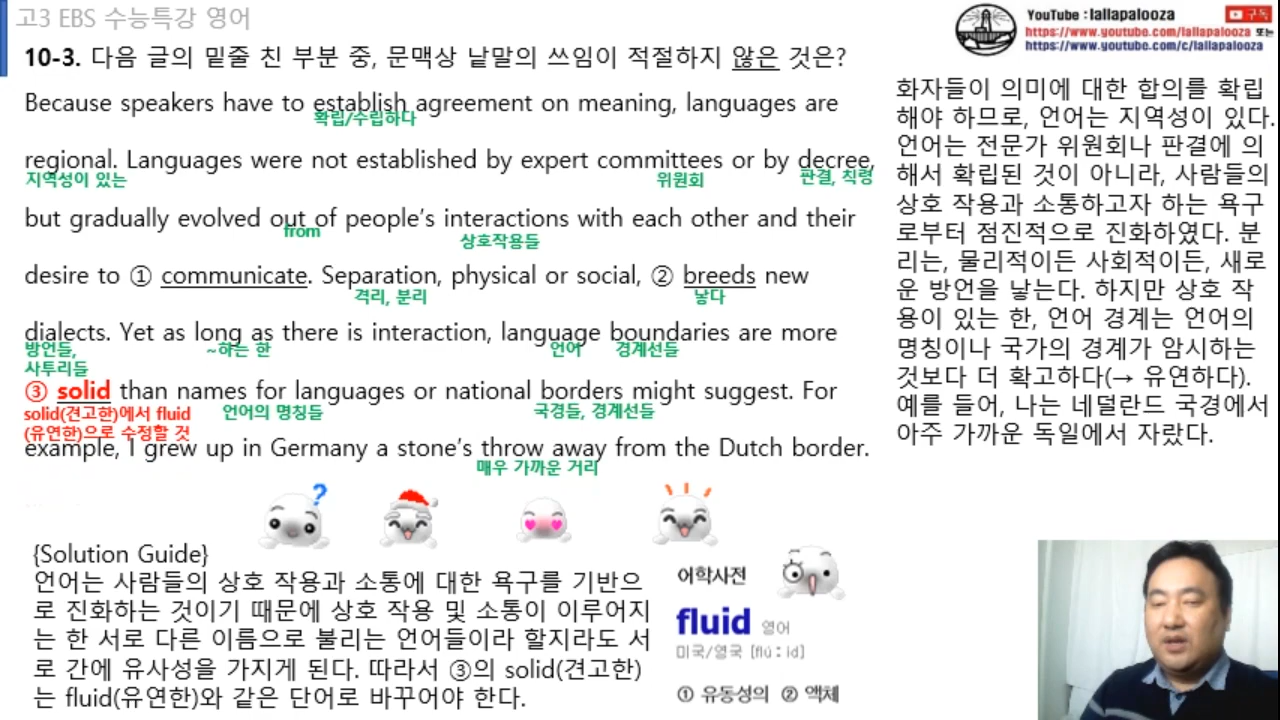 고3 EBS 수능특강 영어
YouTube : lallapalooza 구독
https://www.youtube.com/lallapalooza 또는
https://www.youtube.com/c/lallapalooza
10-3. 다음 글의 밑줄 친 부분 중, 문맥상 낱말의 쓰임이 적절하지 않은 것은?
Because speakers have to establish agreement on meaning, languages are
확립/수립하다
regional. Languages were not established by expert committees or by decree,
지역성이 있는 위원회 판결, 칙령
but gradually evolved out of people's interactions with each other and their
from 상호작용들
desire to ① communicate. Separation, physical or social, ② breeds new
격리, 분리 낳다
dialects. Yet as long as there is interaction, language boundaries are more
방언들, ~하는 한 언어 경계선들
사투리들
③ solid than names for languages or national borders might suggest. For
solid(견고한)에서 fluid 언어의 명칭들 국경들, 경계선들
(유연한)으로 수정할 것
example, I grew up in Germany a stone's throw away from the Dutch border.
매우 가까운 거리
화자들이 의미에 대한 합의를 확립
해야 하므로, 언어는 지역성이 있다.
언어는 전문가 위원회나 판결에 의
해서 확립된 것이 아니라, 사람들의
상호 작용과 소통하고자 하는 욕구
로부터 점진적으로 진화하였다. 분
리는, 물리적이든 사회적이든, 새로
운 방언을 낳는다. 하지만 상호 작
용이 있는 한, 언어 경계는 언어의
명칭이나 국가의 경계가 암시하는
것보다 더 확고하다(→ 유연하다).
예를 들어, 나는 네덜란드 국경에서
아주 가까운 독일에서 자랐다.
{Solution Guide}
언어는 사람들의 상호 작용과 소통에 대한 욕구를 기반으
로 진화하는 것이기 때문에 상호 작용 및 소통이 이루어지
는 한 서로 다른 이름으로 불리는 언어들이라 할지라도 서
로 간에 유사성을 가지게 된다. 따라서 ③의 solid(견고한)
는 fluid(유연한)와 같은 단어로 바꾸어야 한다.
어학사전
fluid 영어
미국/영국 [flúːid]
① 유동성의 ② 액체